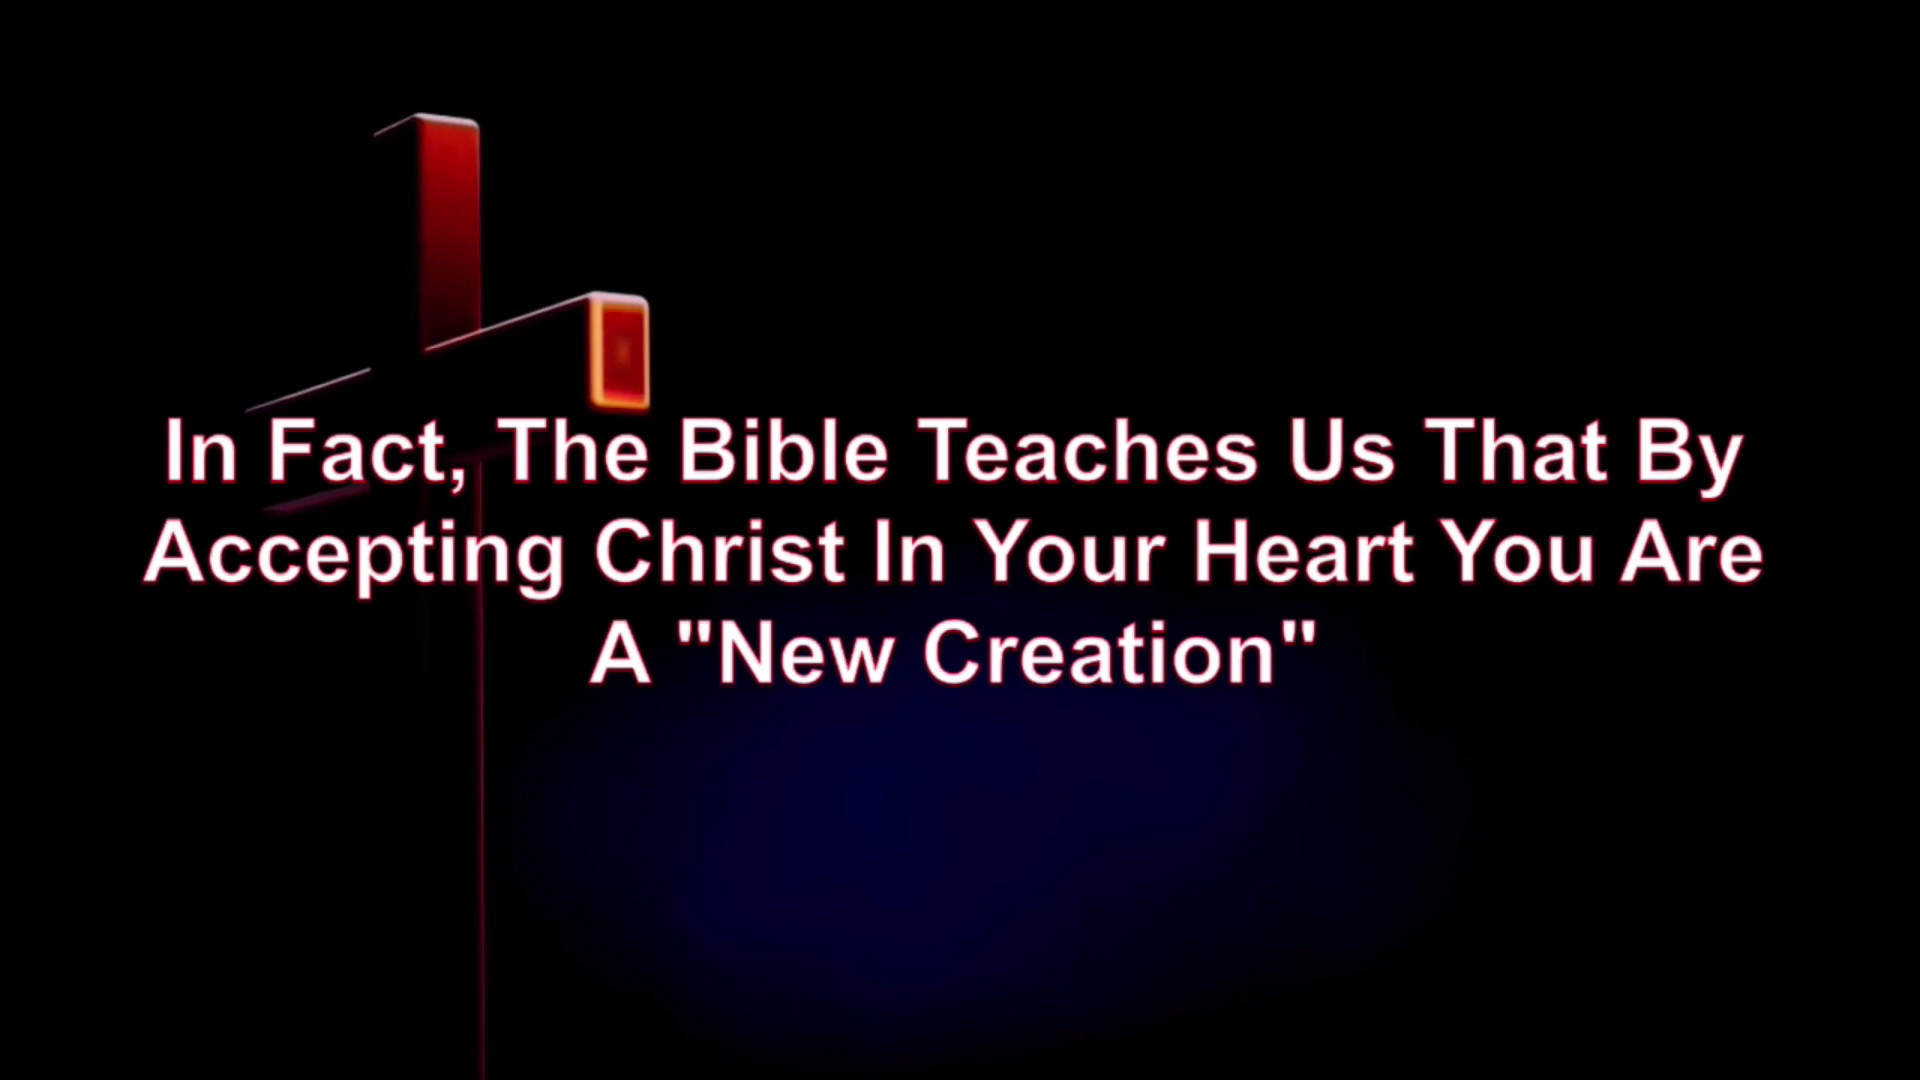 In Fact, The Bible Teaches Us That By
Accepting Christ In Your Heart You Are
A "New Creation"